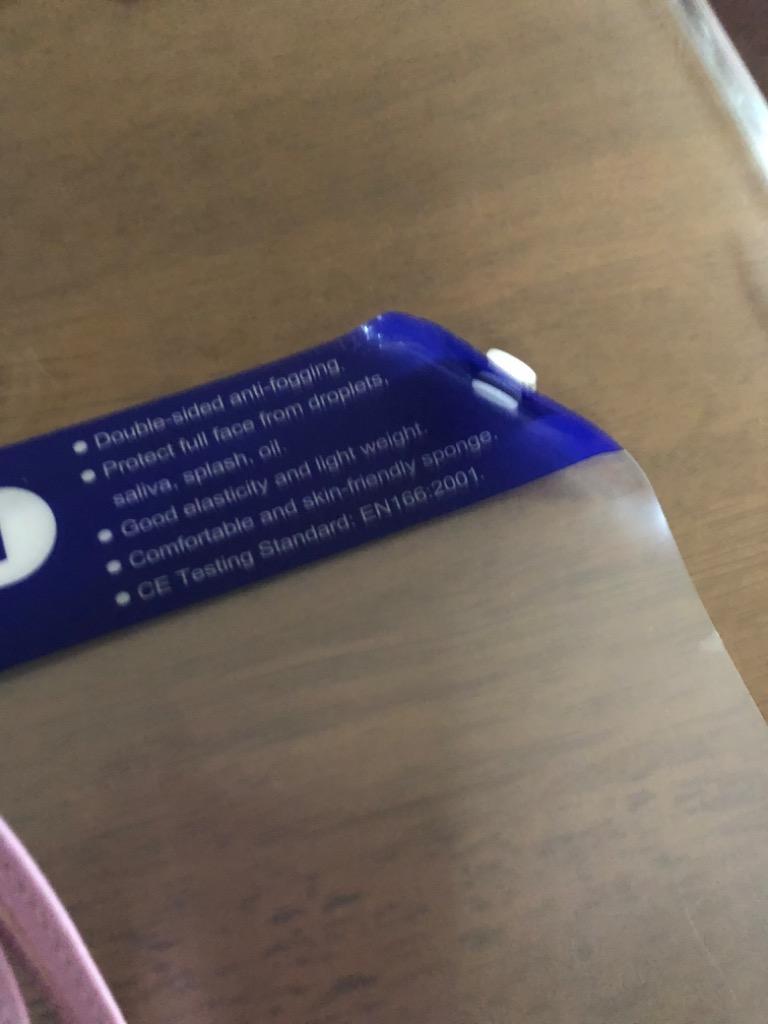 • Double-sided anti-fogging.
• Protect full face from droplets,
saliva, splash, oil.
• Good elasticity and light weight.
• Comfortable and skin-friendly sponge.
• CE Testing Standard: EN166:2001.